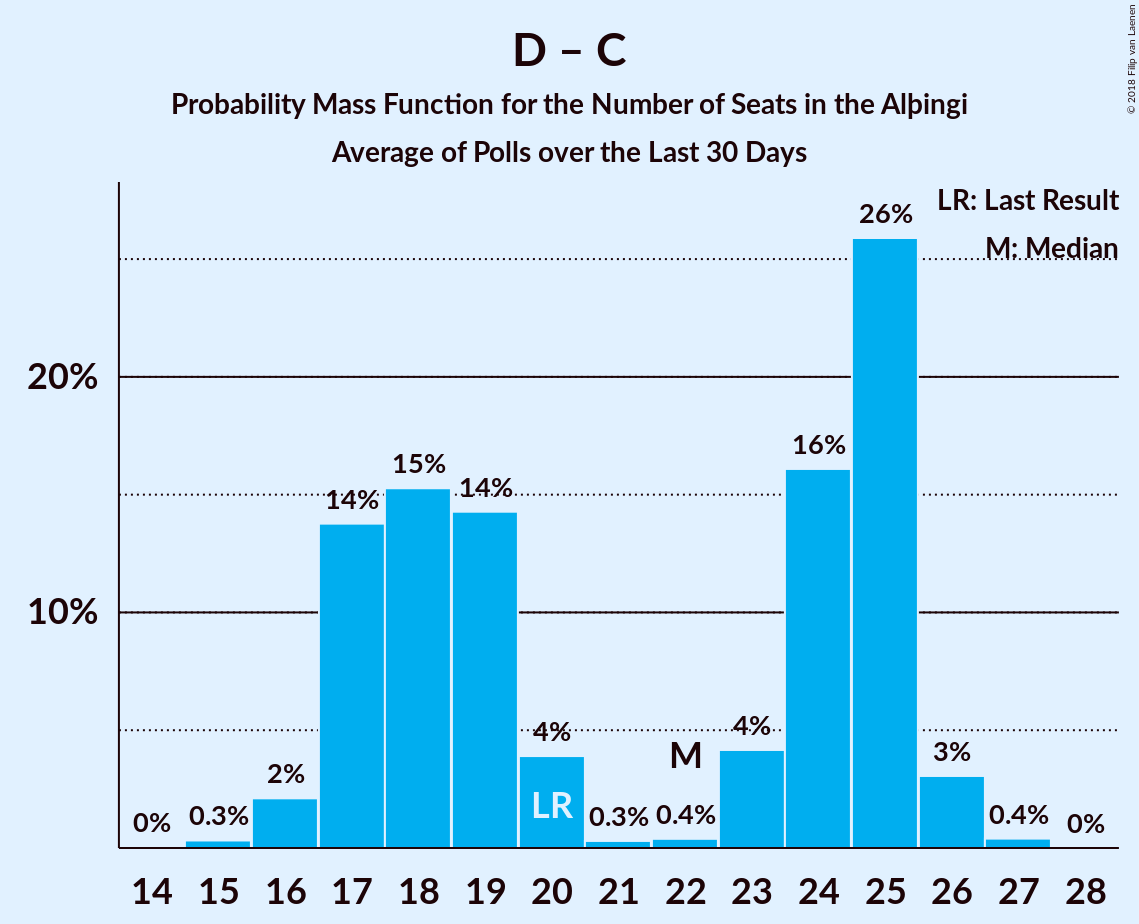 D – C
Probability Mass Function for the Number of Seats in the Alþingi
Average of Polls over the Last 30 Days
© 2018 Filip van Laenen
LR: Last Result
M: Median
20%
10%
0%
0.3%
2%
14%
15%
14%
4%
0.3%
0.4%
4%
16%
26%
3%
0.4%
0%
LR
M
14 15 16 17 18 19 20 21 22 23 24 25 26 27 28